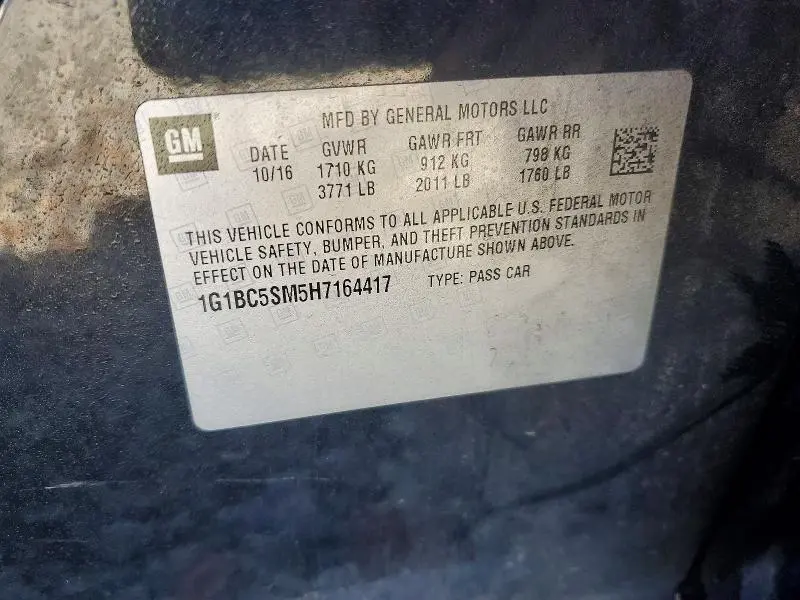 GM
MFD BY GENERAL MOTORS LLC
DATE GVWR GAWR FRT GAWR RR
10/16 1710 KG 912 KG 798 KG
3771 LB 2011 LB 1760 LB
THIS VEHICLE CONFORMS TO ALL APPLICABLE U.S. FEDERAL MOTOR
VEHICLE SAFETY, BUMPER, AND THEFT PREVENTION STANDARDS IN
EFFECT ON THE DATE OF MANUFACTURE SHOWN ABOVE.
1G1BC5SM5H7164417 TYPE: PASS CAR